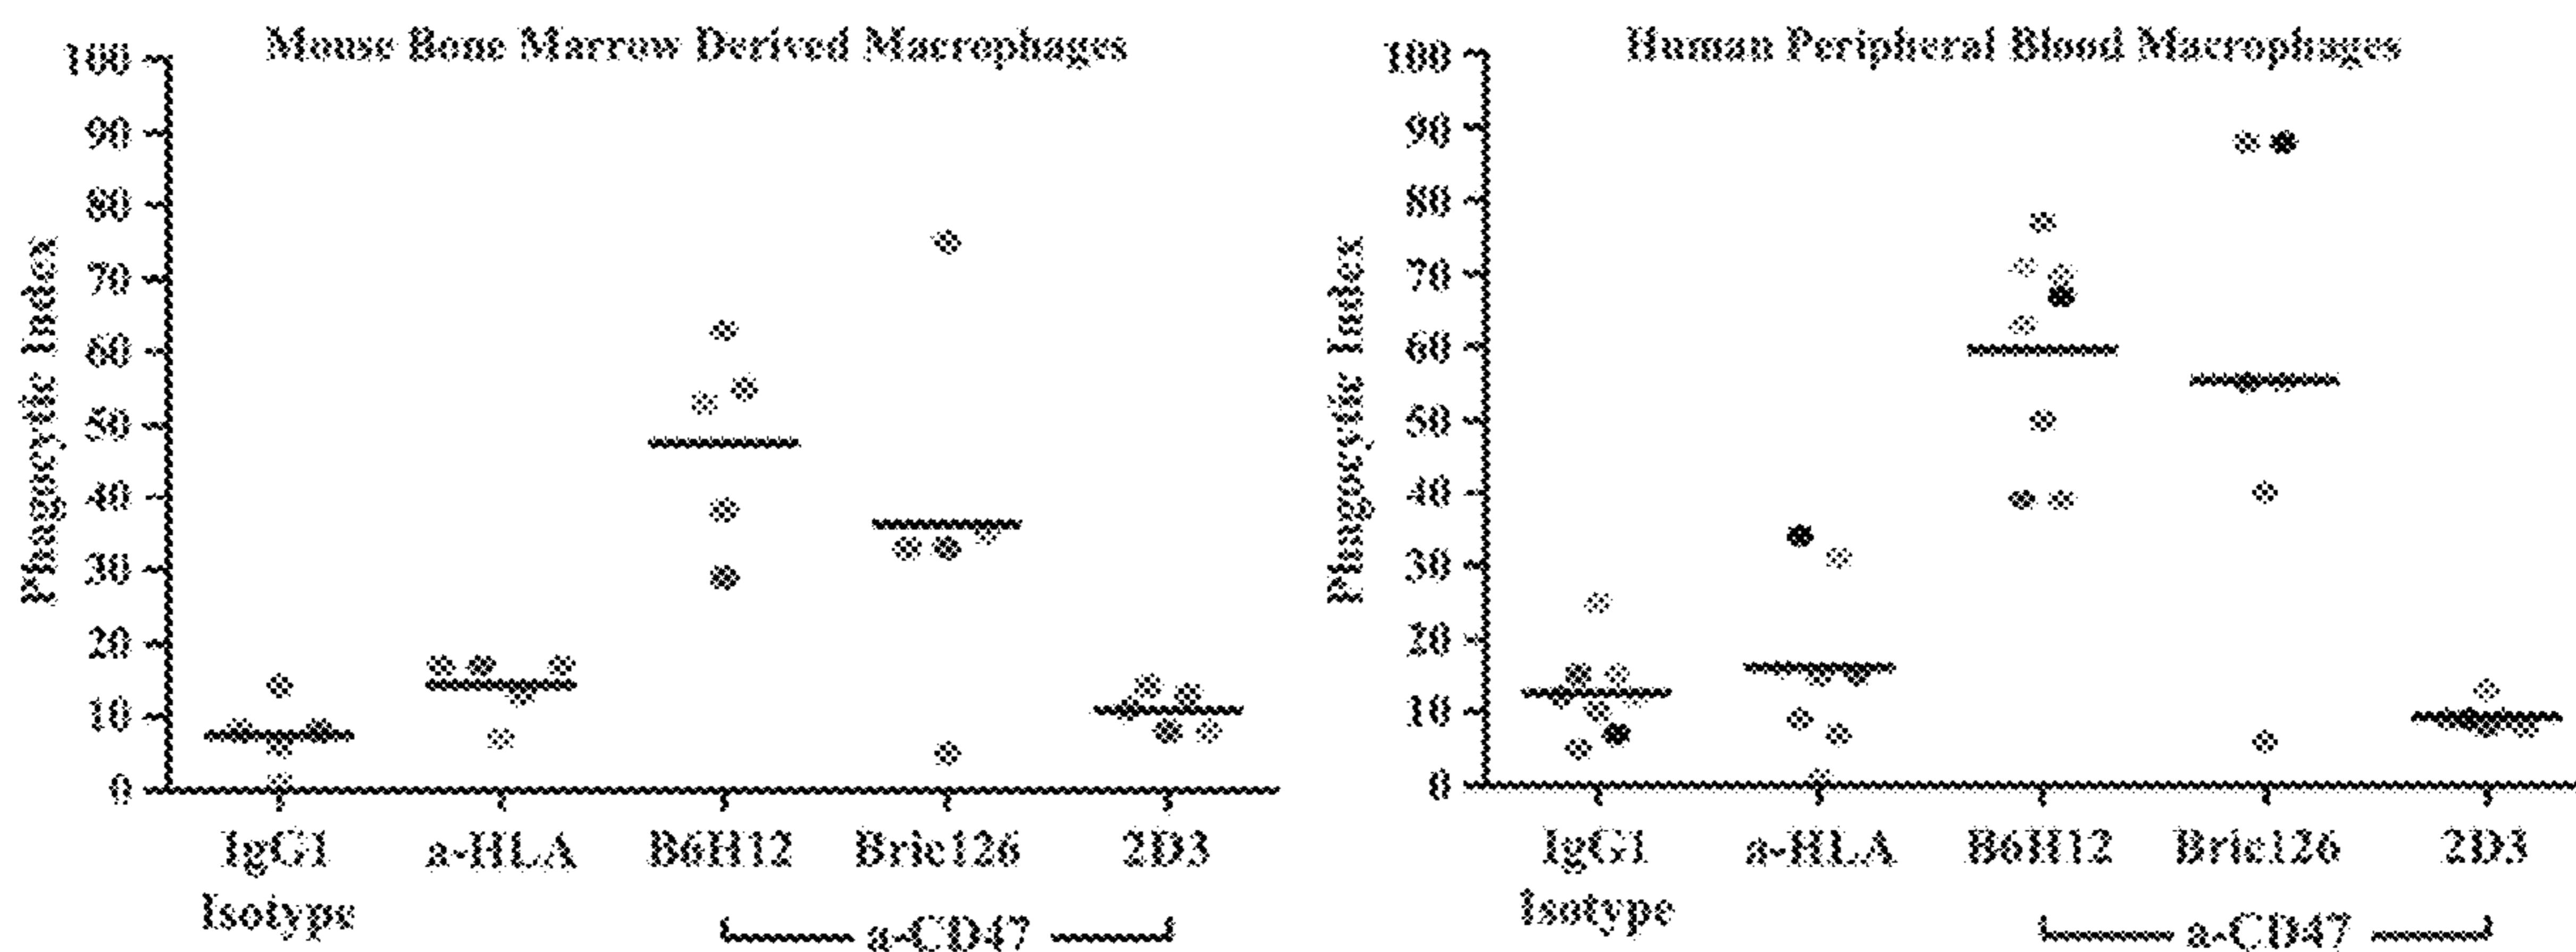 Mouse Bone Marrow Derived Macrophages
Phagocytic Index
100
90
80
70
60
50
40
30
20
10
0
IgG1 a-HLA B6H12 Bric126 2D3
Isotype
a-CD47
Human Peripheral Blood Macrophages
Phagocytic Index
100
90
80
70
60
50
40
30
20
10
0
IgG1 a-HLA B6H12 Bric126 2D3
Isotype
a-CD47